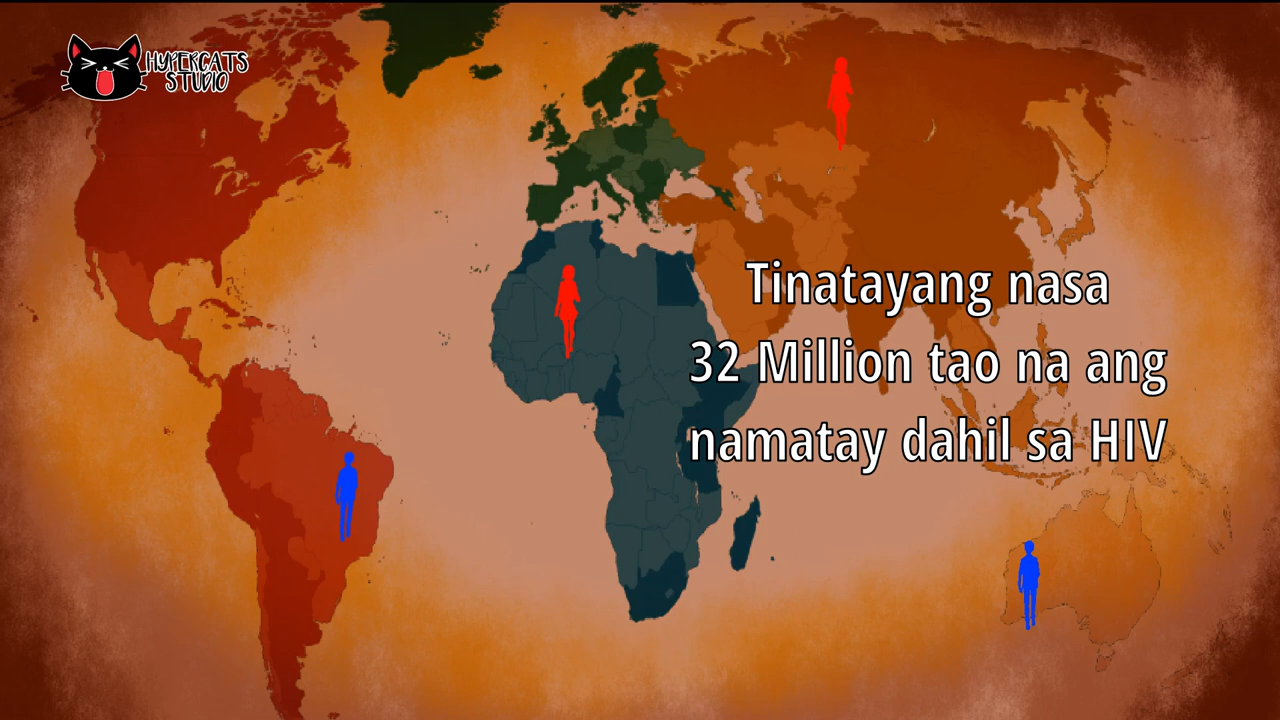 HYPERCATS
STUDIO
Tinatayang nasa
32 Million tao na ang
namatay dahil sa HIV